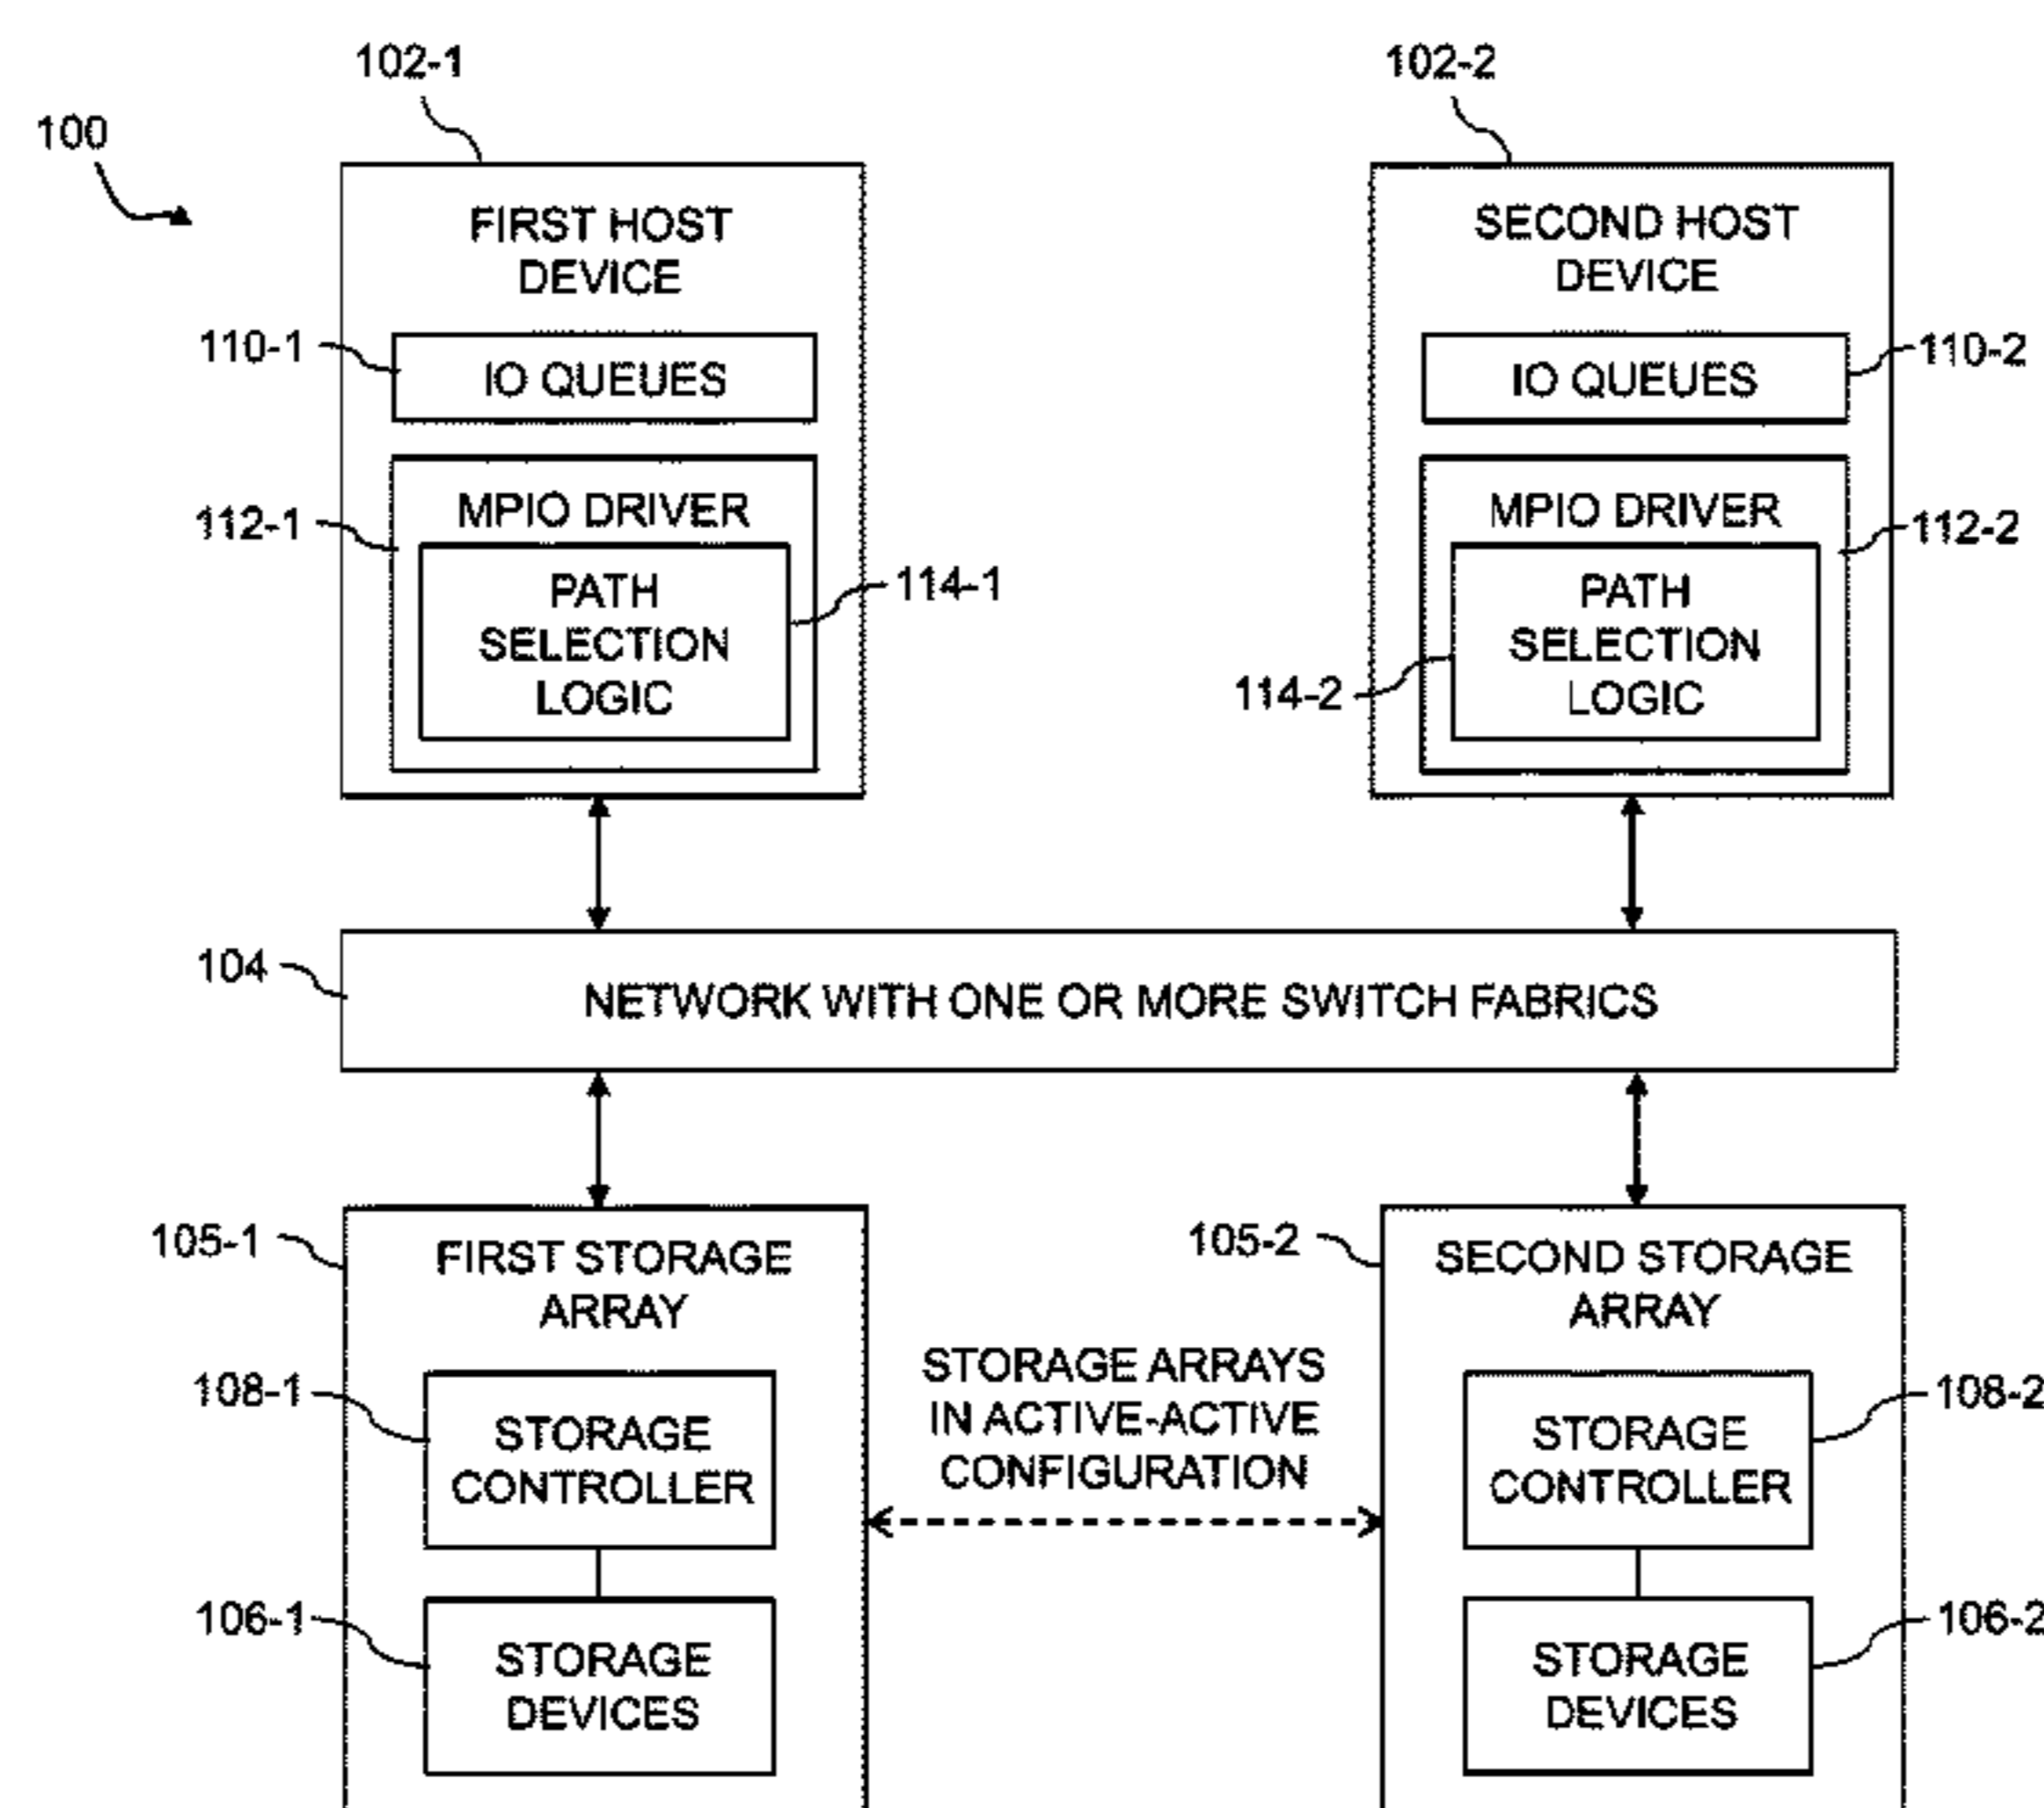 102-1
102-2
100
FIRST HOST
DEVICE
SECOND HOST
DEVICE
110-1
IO QUEUES
IO QUEUES
110-2
112-1
MPIO DRIVER
MPIO DRIVER
112-2
PATH
SELECTION
LOGIC
114-1
PATH
SELECTION
LOGIC
114-2
104
NETWORK WITH ONE OR MORE SWITCH FABRICS
105-1
FIRST STORAGE
ARRAY
105-2
SECOND STORAGE
ARRAY
STORAGE ARRAYS
IN ACTIVE-ACTIVE
CONFIGURATION
108-1
STORAGE
CONTROLLER
STORAGE
CONTROLLER
108-2
106-1
STORAGE
DEVICES
STORAGE
DEVICES
106-2